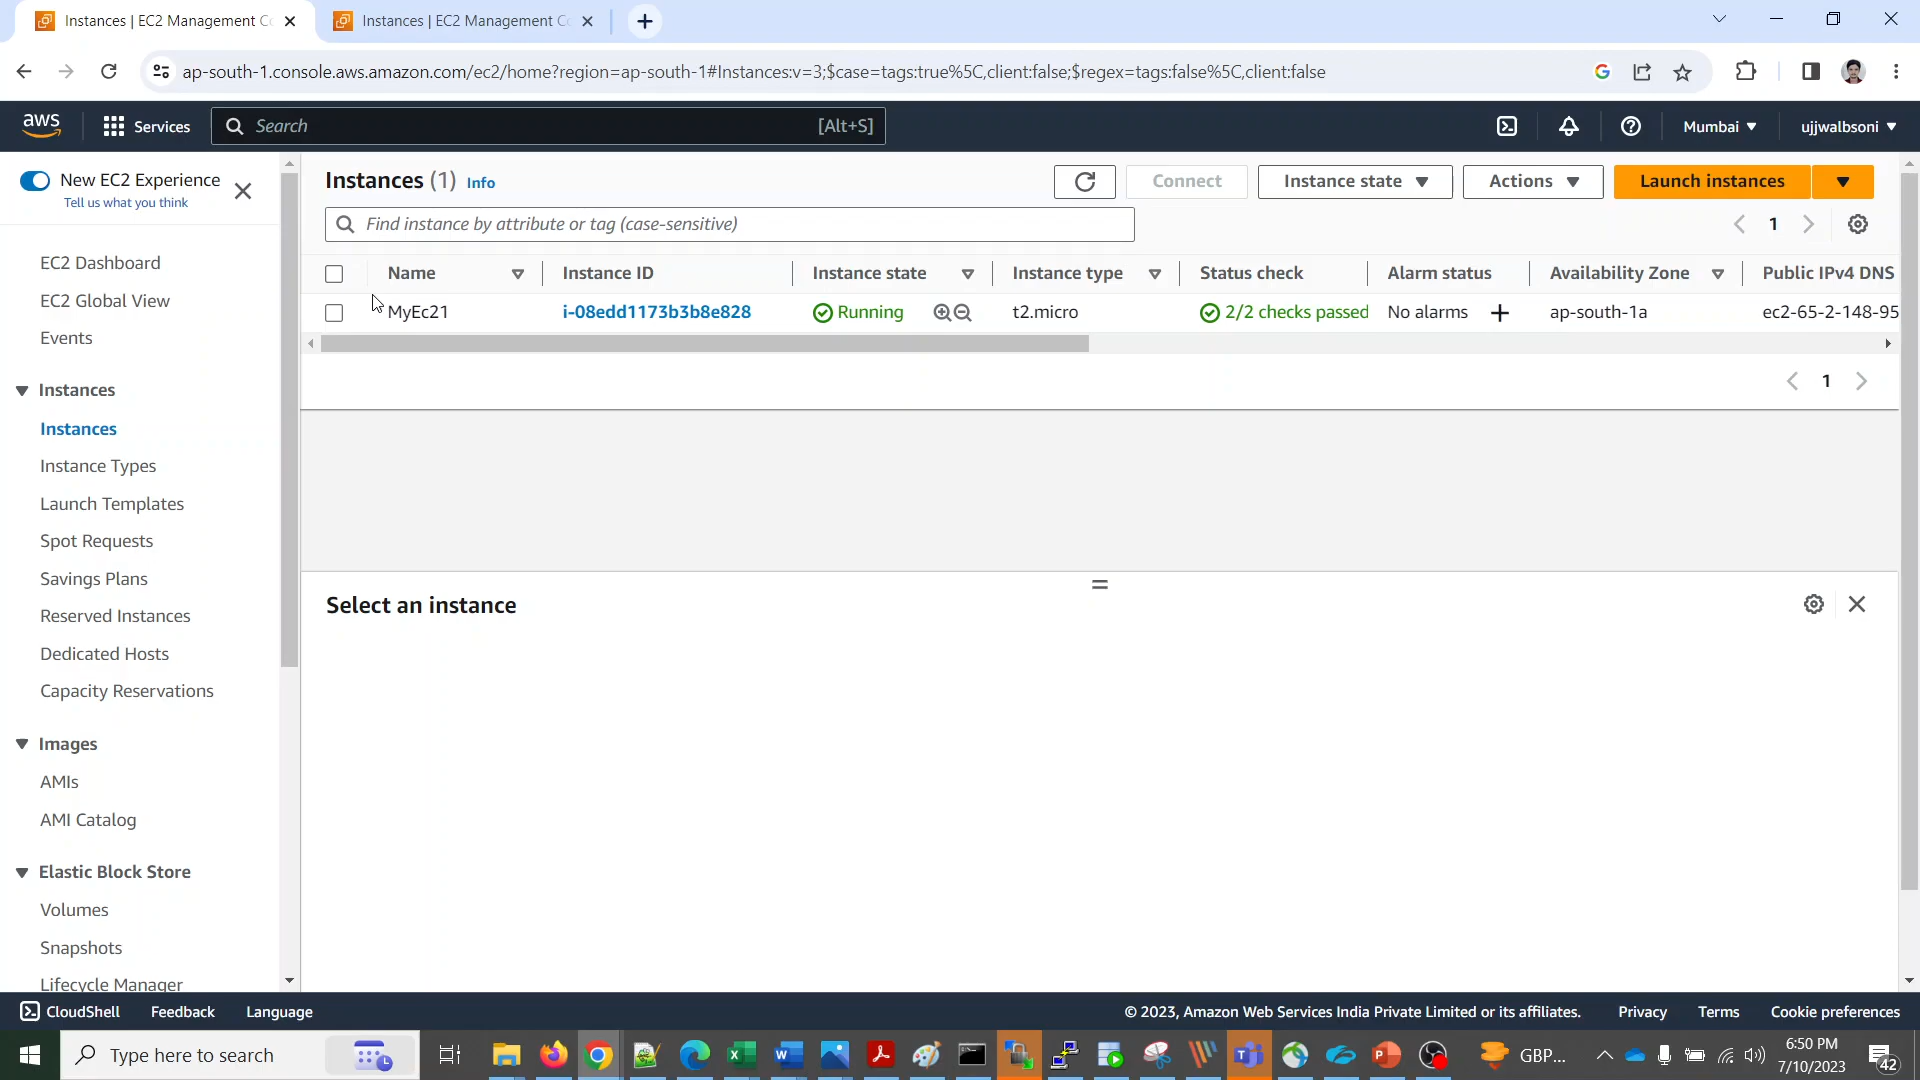 Instances | EC2 Management C
Instances | EC2 Management C
ap-south-1.console.aws.amazon.com/ec2/home?region=ap-south-1#Instances:v=3;$case=tags:true%5C,client:false;$regex=tags:false%5C,client:false
aws
Services
Search
[Alt+S]
Mumbai
ujjwalbsoni
New EC2 Experience
Tell us what you think
EC2 Dashboard
EC2 Global View
Events
Instances
Instances
Instance Types
Launch Templates
Spot Requests
Savings Plans
Reserved Instances
Dedicated Hosts
Capacity Reservations
Images
AMIs
AMI Catalog
Elastic Block Store
Volumes
Snapshots
Lifecycle Manager
Instances (1) Info
Connect
Instance state
Actions
Launch instances
Find instance by attribute or tag (case-sensitive)
1
Name Instance ID Instance state Instance type Status check Alarm status Availability Zone Public IPv4 DNS
MyEc21 i-08edd1173b3b8e828 Running t2.micro 2/2 checks passed No alarms ap-south-1a ec2-65-2-148-95
1
Select an instance
CloudShell Feedback Language © 2023, Amazon Web Services India Private Limited or its affiliates. Privacy Terms Cookie preferences
Type here to search
GBP...
6:50 PM
7/10/2023
42